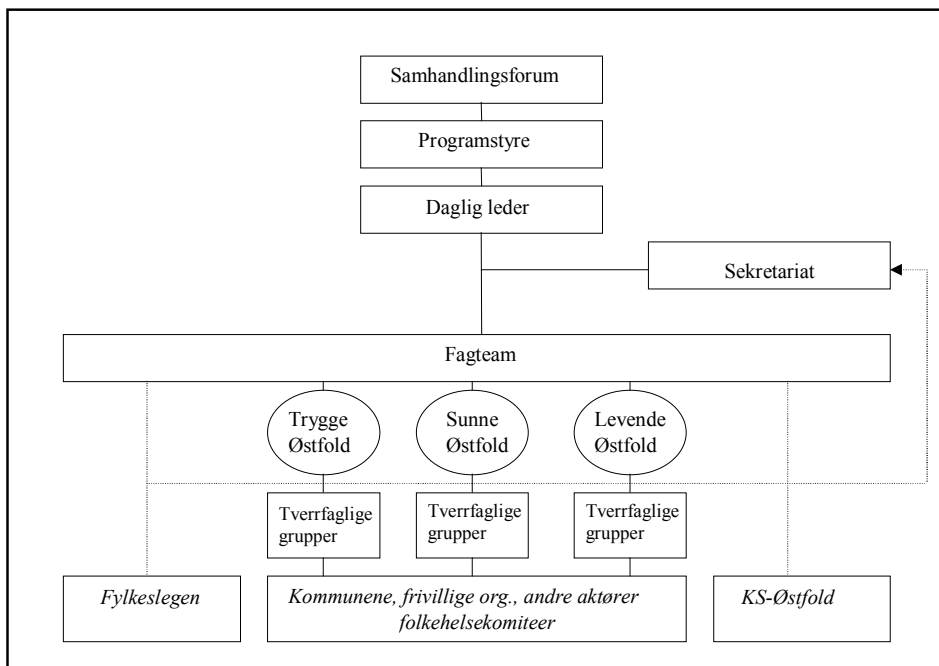 Samhandlingsforum
Programstyre
Daglig leder
Sekretariat
Fagteam
Trygge
Østfold
Sunne
Østfold
Levende
Østfold
Tverrfaglige
grupper
Tverrfaglige
grupper
Tverrfaglige
grupper
Fylkeslegen
Kommunene, frivillige org., andre aktører
folkehelsekomiteer
KS-Østfold